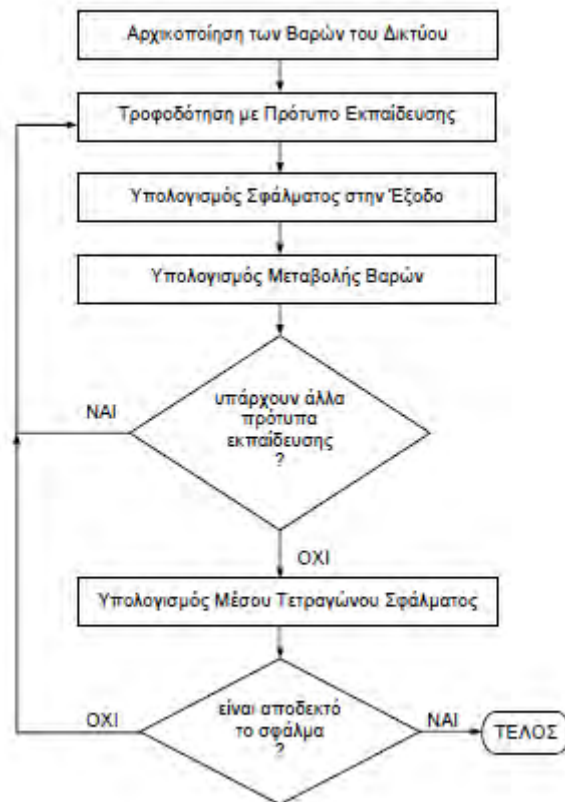 Αρχικοποίηση των Βαρών του Δικτύου
Τροφοδότηση με Πρότυπο Εκπαίδευσης
Υπολογισμός Σφάλματος στην Έξοδο
Υπολογισμός Μεταβολής Βαρών
υπάρχουν άλλα
πρότυπα
εκπαίδευσης
?
ΝΑΙ
ΟΧΙ
Υπολογισμός Μέσου Τετραγώνου Σφάλματος
είναι αποδεκτό
το σφάλμα
?
ΟΧΙ
ΝΑΙ
ΤΕΛΟΣ